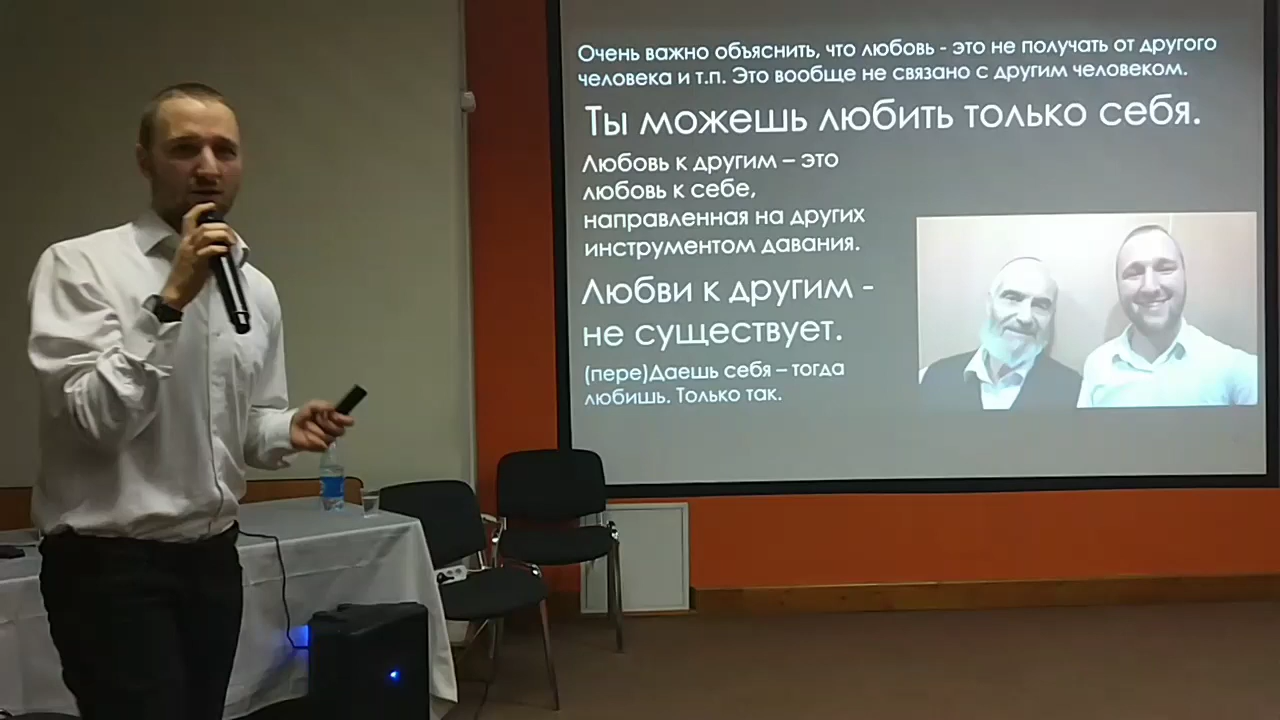 Очень важно объяснить, что любовь - это не получать от другого
человека и т.п. Это вообще не связано с другим человеком.
Ты можешь любить только себя.
Любовь к другим – это
любовь к себе,
направленная на других
инструментом давания.
Любви к другим -
не существует.
(пере)Даешь себя – тогда
любишь. Только так.